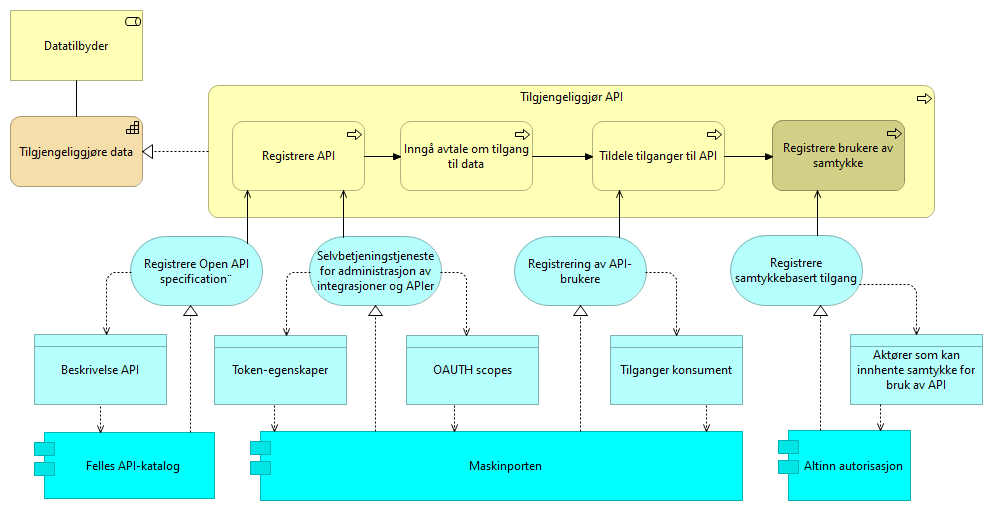 Datatilbyder
Tilgjengeliggjør API
Tilgjengeliggjøre data
Registrere API
Inngå avtale om tilgang
til data
Tildele tilganger til API
Registrere brukere av
samtykke
Registrere Open API
specification¨
Selvbetjeningstjeneste
for administrasjon av
integrasjoner og APIer
Registrering av API-
brukere
Registrere
samtykkebasert tilgang
Beskrivelse API
Token-egenskaper
OAUTH scopes
Tilganger konsument
Aktører som kan
innhente samtykke for
bruk av API
Felles API-katalog
Maskinporten
Altinn autorisasjon